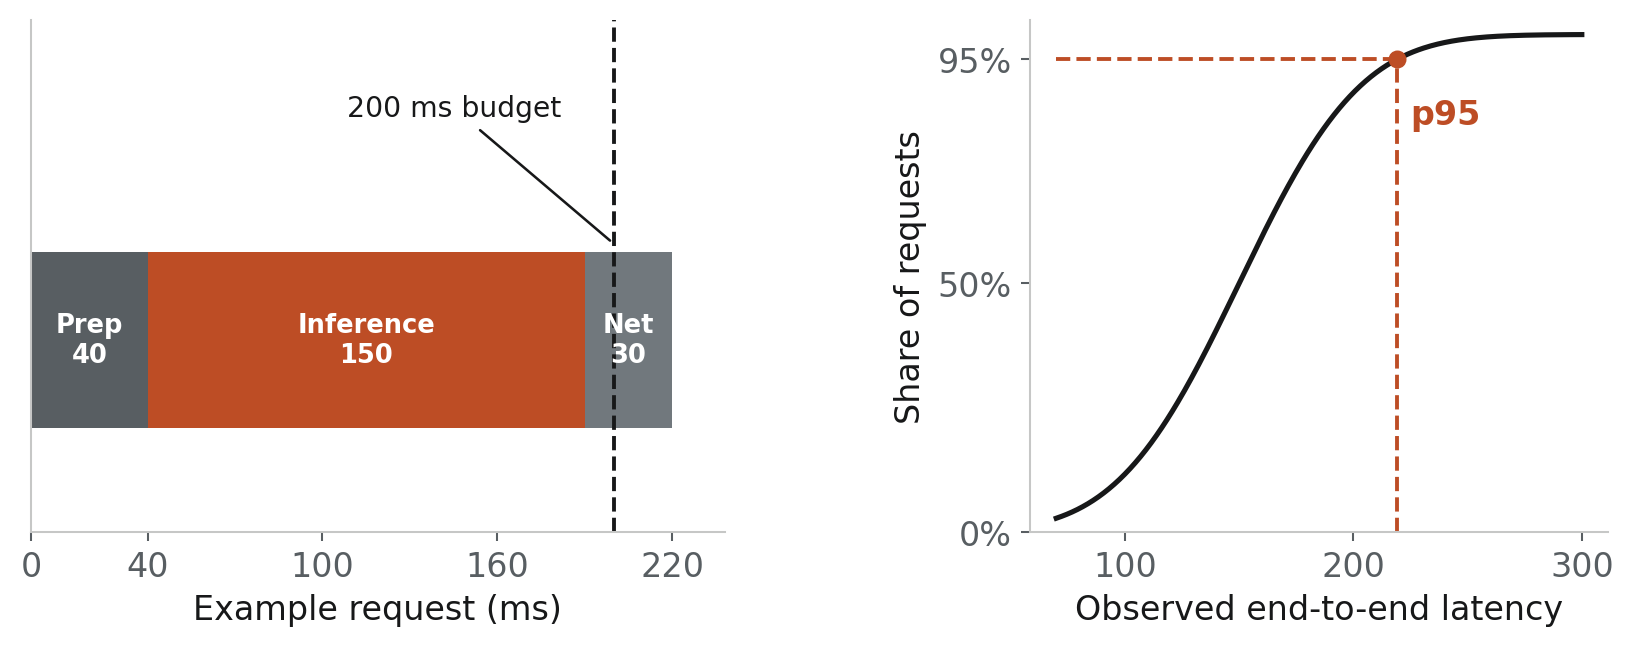 200 ms budget
Prep
40
Inference
150
Net
30
0
40
100
160
220
Example request (ms)
Share of requests
95%
50%
0%
p95
100
200
300
Observed end-to-end latency